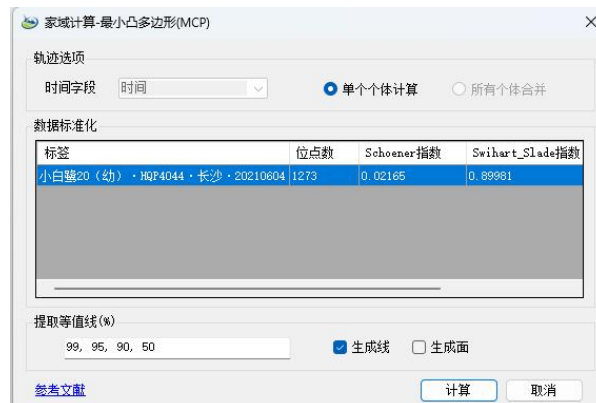 家域计算-最小凸多边形(MCP)
轨迹选项
时间字段 时间 单个个体计算 所有个体合并
数据标准化
标签 位点数 Schoener指数 Swihart_Slade指数
小白鹭20（幼）·HQP4044·长沙·20210604 1273 0.02165 0.89981
提取等值线(%)
99, 95, 90, 50 生成线 生成面
参考文献 计算 取消